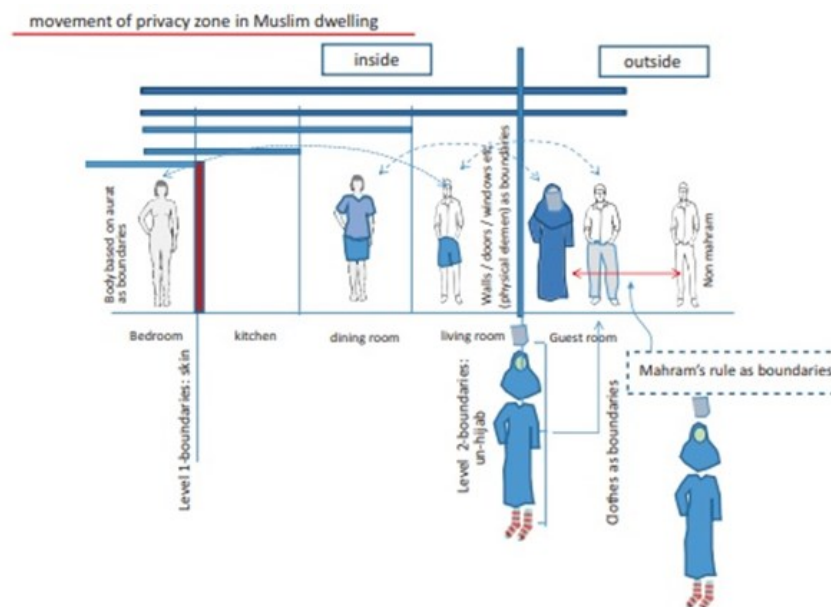 movement of privacy zone in Muslim dwelling
inside
outside
Body based on aurat
as boundaries
Walls / doors / windows etc.
(physical elemen) as boundaries
Non mahram
Bedroom
kitchen
dining room
living room
Guest room
Level 1-boundaries: skin
Level 2-boundaries:
un-hijab
Clothes as boundaries
Mahram's rule as boundaries